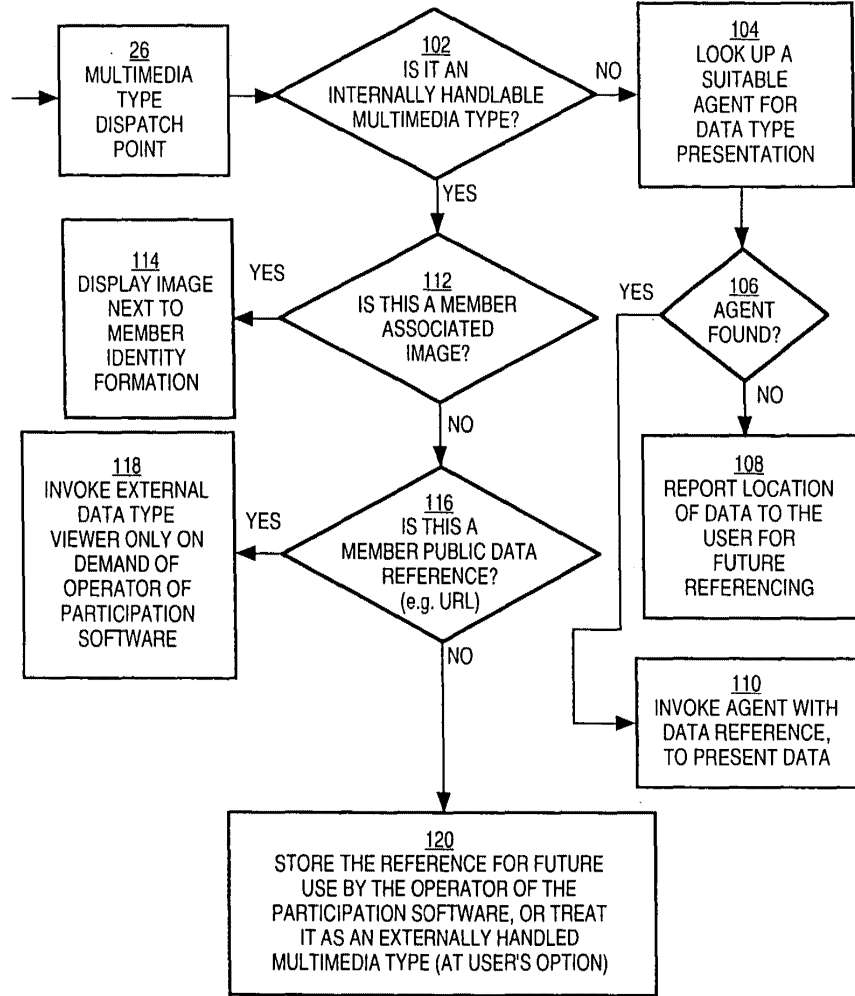 26
MULTIMEDIA
TYPE
DISPATCH
POINT
102
IS IT AN
INTERNALLY HANDLABLE
MULTIMEDIA TYPE?
NO
104
LOOK UP A
SUITABLE
AGENT FOR
DATA TYPE
PRESENTATION
YES
114
DISPLAY IMAGE
NEXT TO
MEMBER
IDENTITY
FORMATION
YES
112
IS THIS A MEMBER
ASSOCIATED
IMAGE?
YES
106
AGENT
FOUND?
NO
NO
108
REPORT LOCATION
OF DATA TO THE
USER FOR
FUTURE
REFERENCING
118
INVOKE EXTERNAL
DATA TYPE
VIEWER ONLY ON
DEMAND OF
OPERATOR OF
PARTICIPATION
SOFTWARE
YES
116
IS THIS A
MEMBER PUBLIC DATA
REFERENCE?
(e.g. URL)
NO
110
INVOKE AGENT WITH
DATA REFERENCE,
TO PRESENT DATA
120
STORE THE REFERENCE FOR FUTURE
USE BY THE OPERATOR OF THE
PARTICIPATION SOFTWARE, OR TREAT
IT AS AN EXTERNALLY HANDLED
MULTIMEDIA TYPE (AT USER'S OPTION)